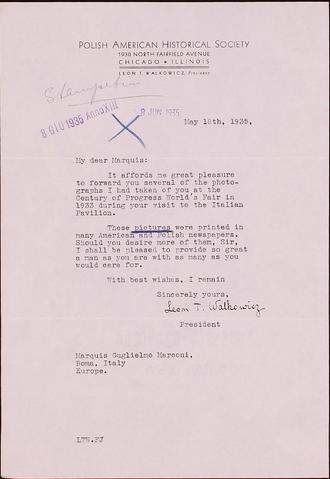 POLISH AMERICAN HISTORICAL SOCIETY
1930 NORTH FAIRFIELD AVENUE
CHICAGO • ILLINOIS
LEON T. WALKOWICZ, President
8 GIU 1935 Anno XIII
8 JUN 1935
May 18th, 1935.
My dear Marquis:
It affords me great pleasure
to forward you several of the photo-
graphs I had taken of you at the
Century of Progress World's Fair in
1933 during your visit to the Italian
Pavilion.
These pictures were printed in
many American and Polish newspapers.
Should you desire more of them, Sir,
I shall be pleased to provide so great
a man as you are with as many as you
would care for.
With best wishes, I remain
Sincerely yours,
Leon T. Walkowicz
President
Marquis Guglielmo Marconi,
Roma, Italy
Europe.
LTW.FJ